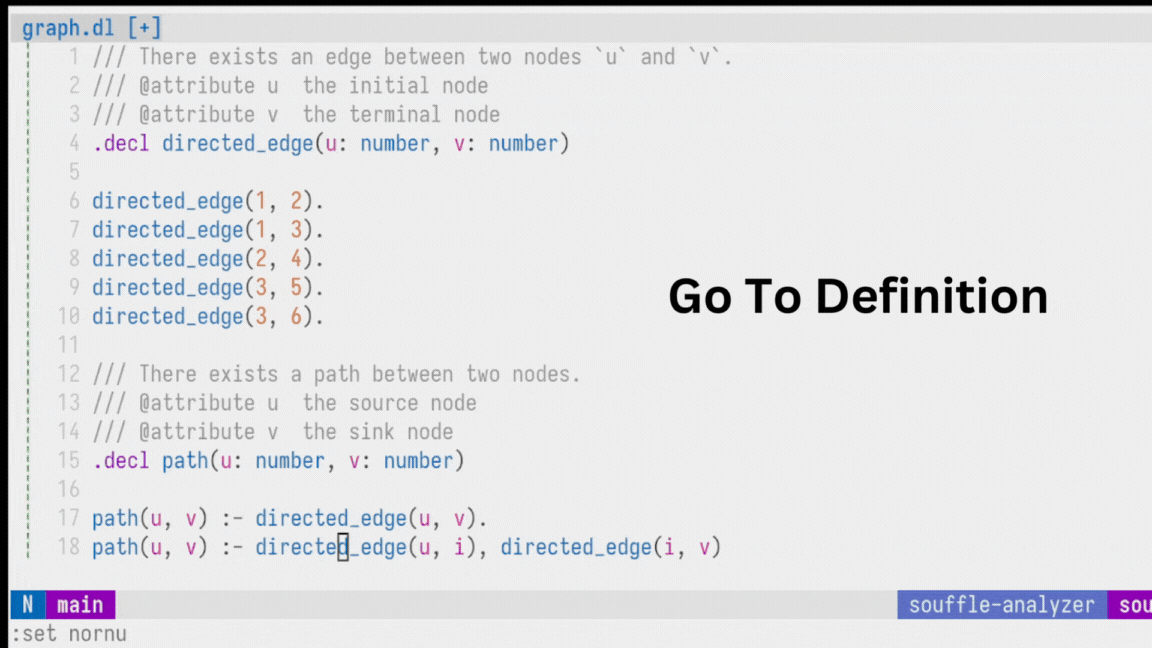 graph.dl [+]
1 /// There exists an edge between two nodes `u` and `v`.
2 /// @attribute u  the initial node
3 /// @attribute v  the terminal node
4 .decl directed_edge(u: number, v: number)
5
6 directed_edge(1, 2).
7 directed_edge(1, 3).
8 directed_edge(2, 4).
9 directed_edge(3, 5).
Go To Definition
10 directed_edge(3, 6).
11
12 /// There exists a path between two nodes.
13 /// @attribute u  the source node
14 /// @attribute v  the sink node
15 .decl path(u: number, v: number)
16
17 path(u, v) :- directed_edge(u, v).
18 path(u, v) :- directed_edge(u, i), directed_edge(i, v)
N main souffle-analyzer sou
:set nornu